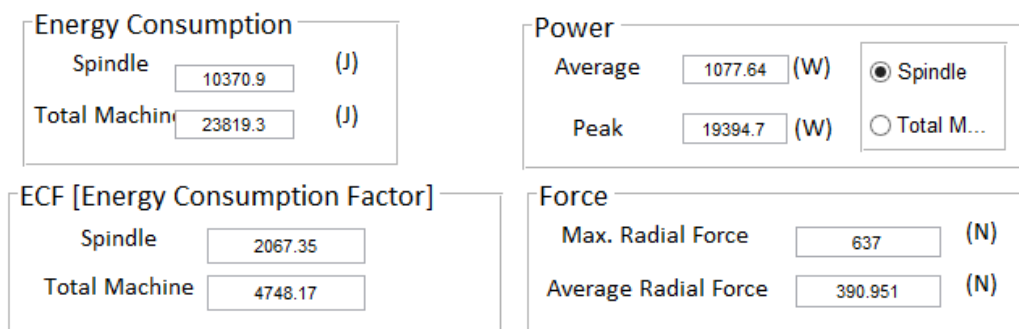 Energy Consumption
Spindle 10370.9 (J)
Total Machin 23819.3 (J)
Power
Average 1077.64 (W)
Peak 19394.7 (W)
Spindle
Total M...
ECF [Energy Consumption Factor]
Spindle 2067.35
Total Machine 4748.17
Force
Max. Radial Force 637 (N)
Average Radial Force 390.951 (N)